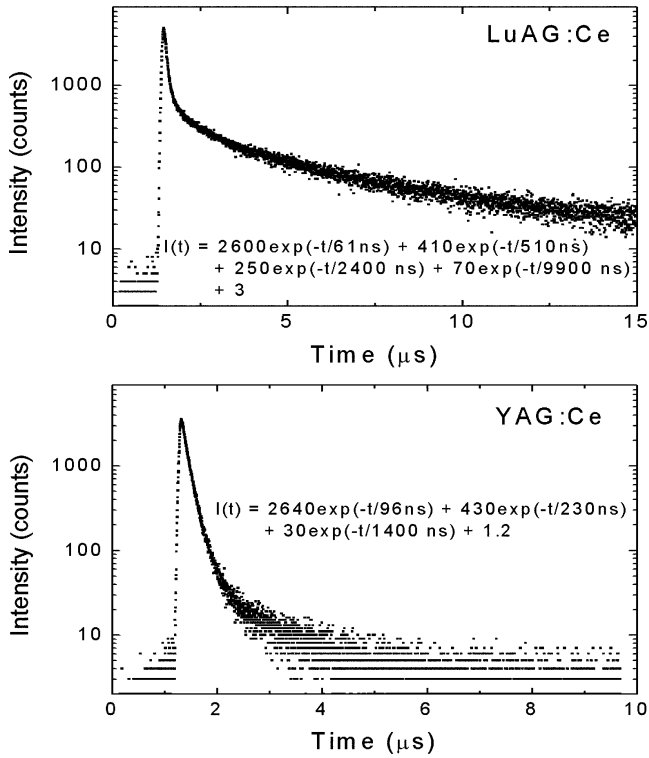 LuAG:Ce
Intensity (counts)
1000
100
10
I(t) = 2600exp(-t/61ns) + 410exp(-t/510ns)
+ 250exp(-t/2400 ns) + 70exp(-t/9900 ns)
+ 3
0 5 10 15
Time (μs)
YAG:Ce
Intensity (counts)
1000
100
10
I(t) = 2640exp(-t/96ns) + 430exp(-t/230ns)
+ 30exp(-t/1400 ns) + 1.2
0 2 4 6 8 10
Time (μs)